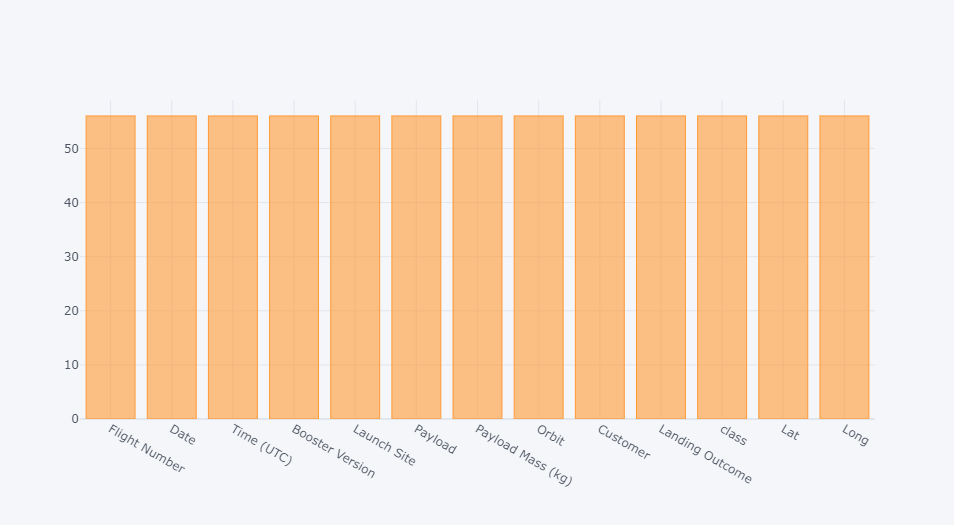 50
40
30
20
10
0
Flight Number
Date
Time (UTC)
Booster Version
Launch Site
Payload
Payload Mass (kg)
Orbit
Customer
Landing Outcome
class
Lat
Long